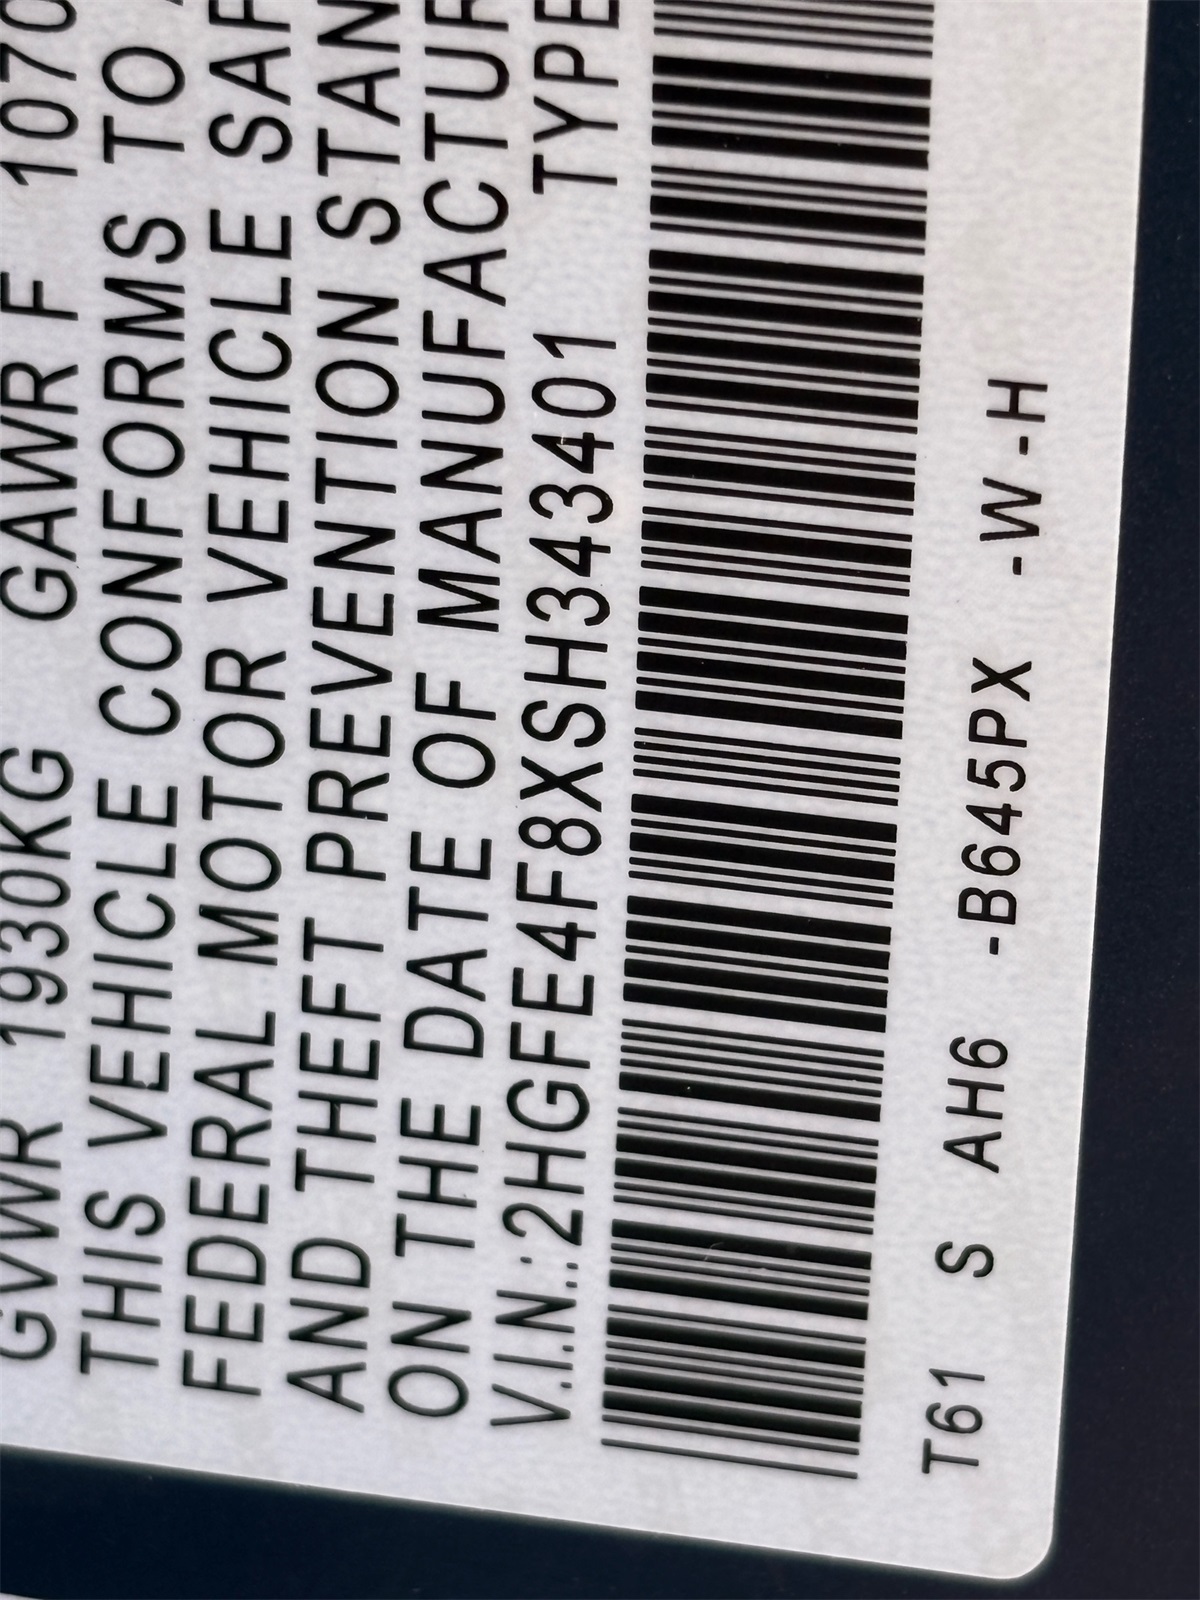 GVWR 1930KG GAWR F 1070
THIS VEHICLE CONFORMS TO
FEDERAL MOTOR VEHICLE SAF
AND THEFT PREVENTION STAN
ON THE DATE OF MANUFACTUR
V.I.N.:2HGFE4F8XSH343401 TYPE
T61 S AH6 -B645PX -W -H